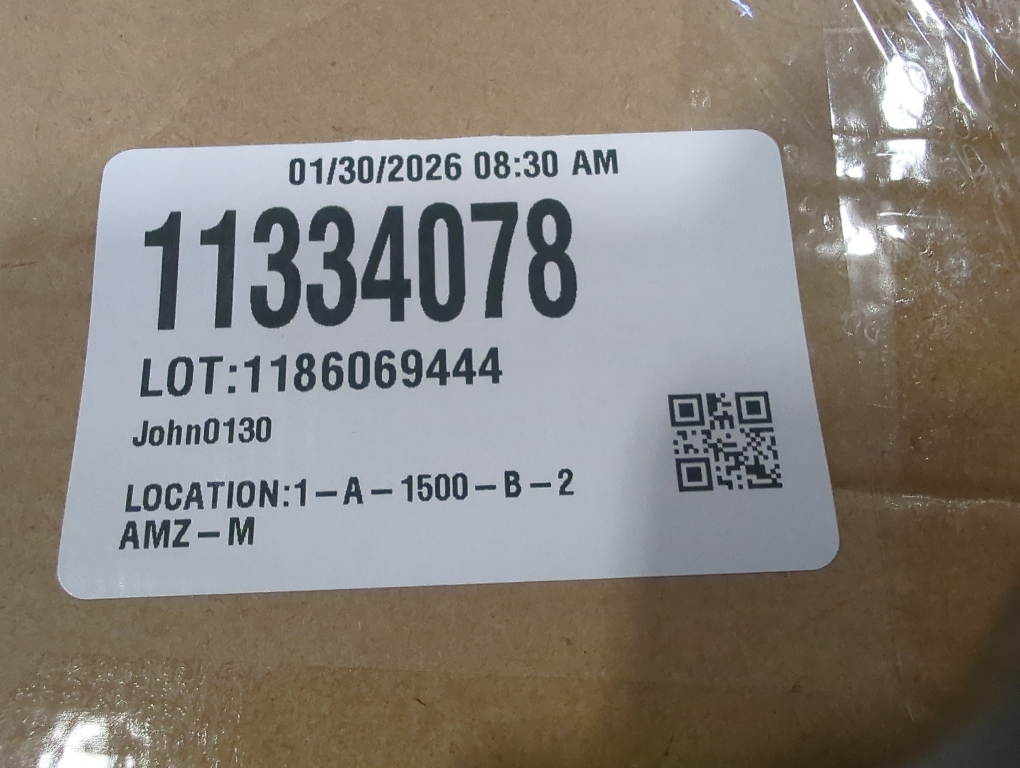 01/30/2026 08:30 AM
11334078
LOT:1186069444
John0130
LOCATION:1-A-1500-B-2
AMZ-M